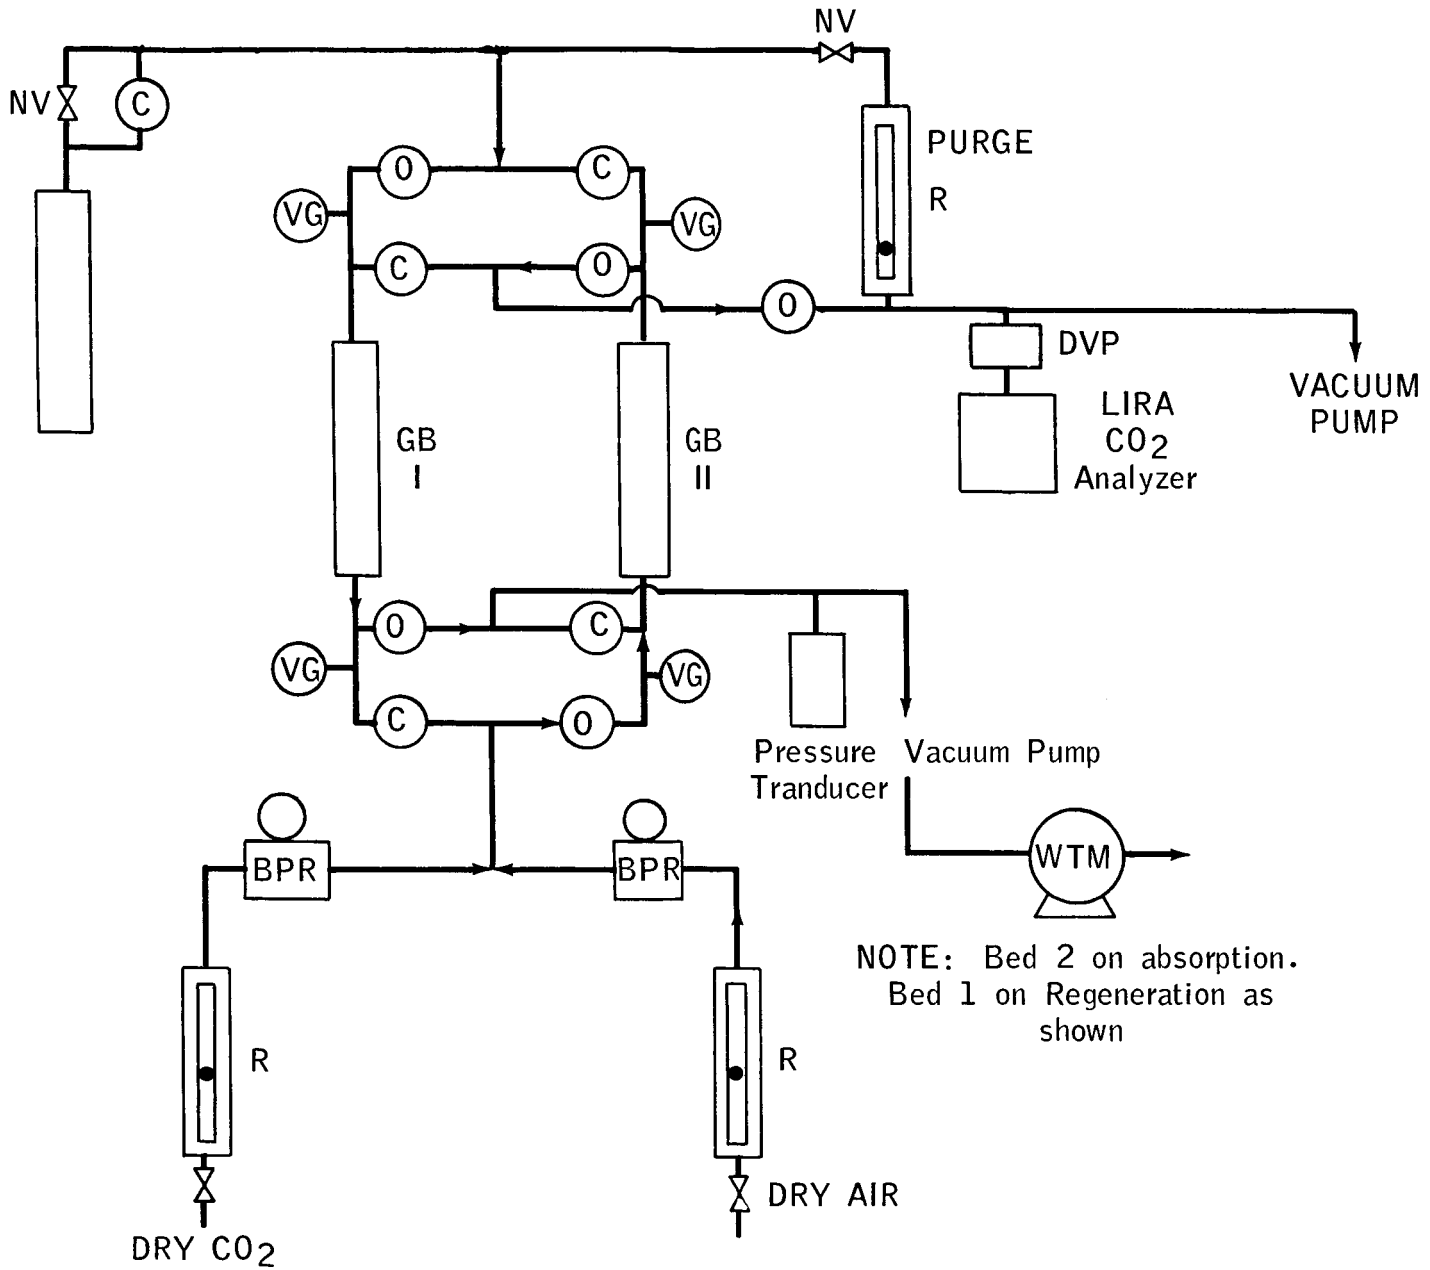 NV
NV
C
PURGE
R
O
C
VG
VG
C
O
O
DVP
VACUUM
PUMP
LIRA
CO2
Analyzer
GB
I
GB
II
O
C
VG
VG
C
O
Pressure
Tranducer
Vacuum Pump
BPR
BPR
WTM
NOTE: Bed 2 on absorption.
Bed 1 on Regeneration as
shown
R
R
DRY AIR
DRY CO2